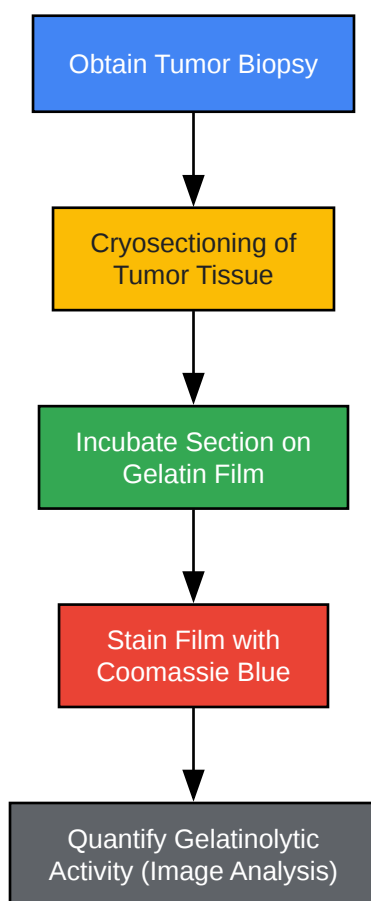 Obtain Tumor Biopsy
Cryosectioning of
Tumor Tissue
Incubate Section on
Gelatin Film
Stain Film with
Coomassie Blue
Quantify Gelatinolytic
Activity (Image Analysis)